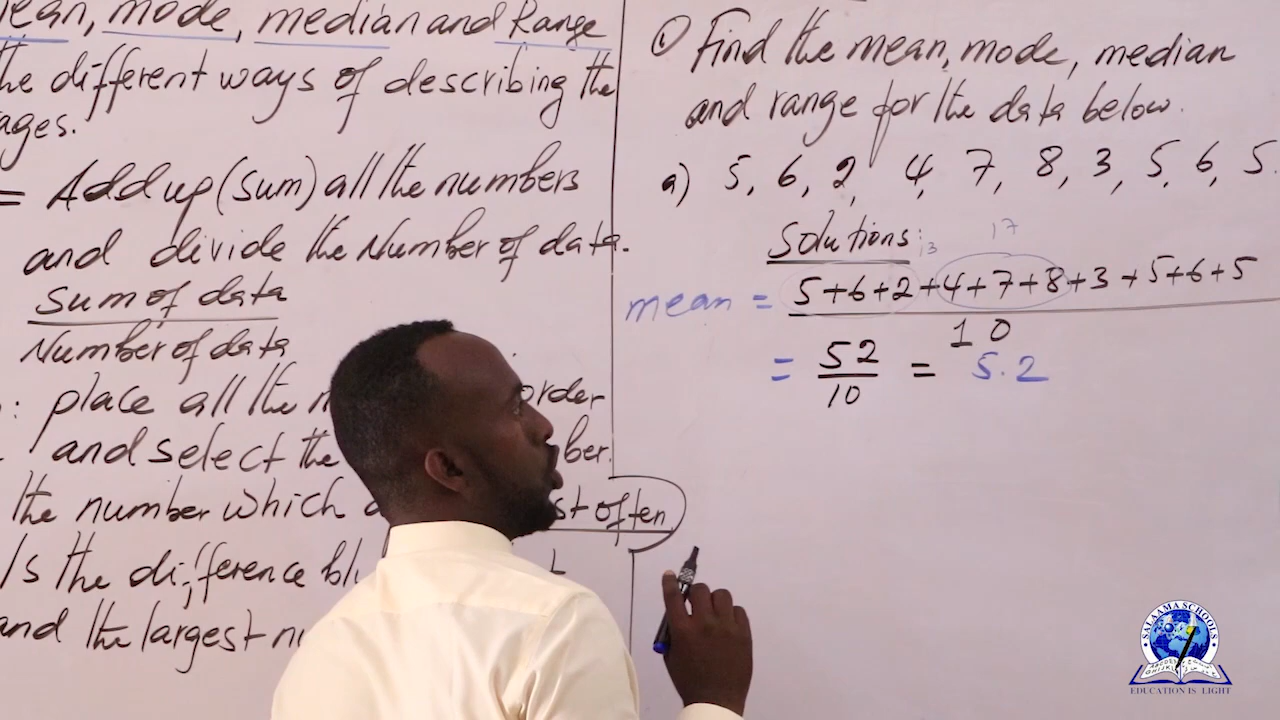 mean, mode, median and Range
the different ways of describing the
ages.
= Add up (sum) all the numbers
and divide the Number of data.
Sum of data
Number of data
: place all the order
and select the ber.
the number which st often
Is the difference b/
and the largest
① Find the mean, mode, median
and range for the data below.
a) 5, 6, 2, 4, 7, 8, 3, 5, 6, 5.
Solutions:
13 17
mean = 5+6+2+4+7+8+3+5+6+5
10
= 52/10 = 5.2
SALAAMA SCHOOLS
EDUCATION IS LIGHT